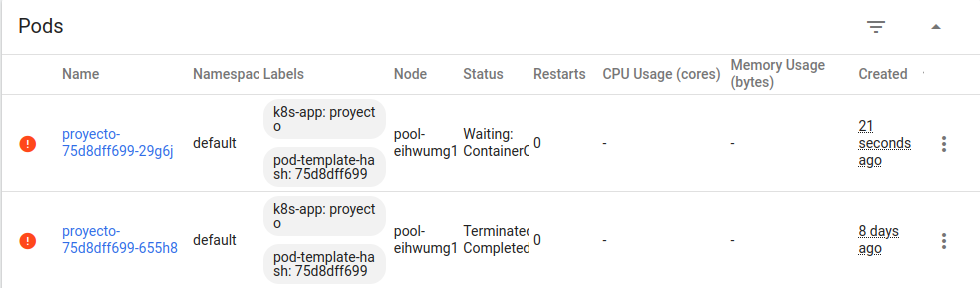 Pods
Name Namespac Labels Node Status Restarts CPU Usage (cores) Memory Usage (bytes) Created
proyecto-
75d8dff699-29g6j
default
k8s-app: proyect
o
pod-template-ha
sh: 75d8dff699
pool-
eihwumg1
Waiting:
ContainerC
0
-
-
21
seconds
ago
proyecto-
75d8dff699-655h8
default
k8s-app: proyect
o
pod-template-ha
sh: 75d8dff699
pool-
eihwumg1
Terminated
Completed
0
-
-
8 days
ago